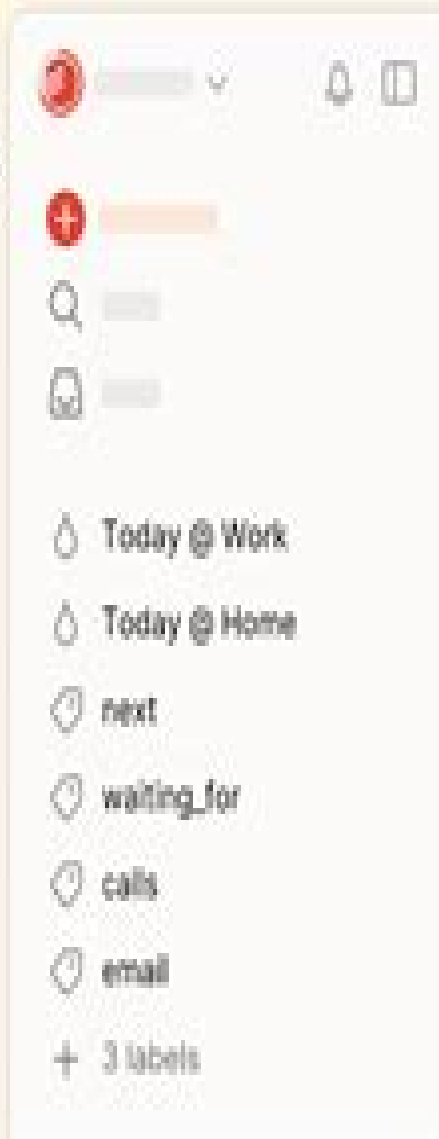 Today @ Work
Today @ Home
next
waiting_for
calls
email
3 labels